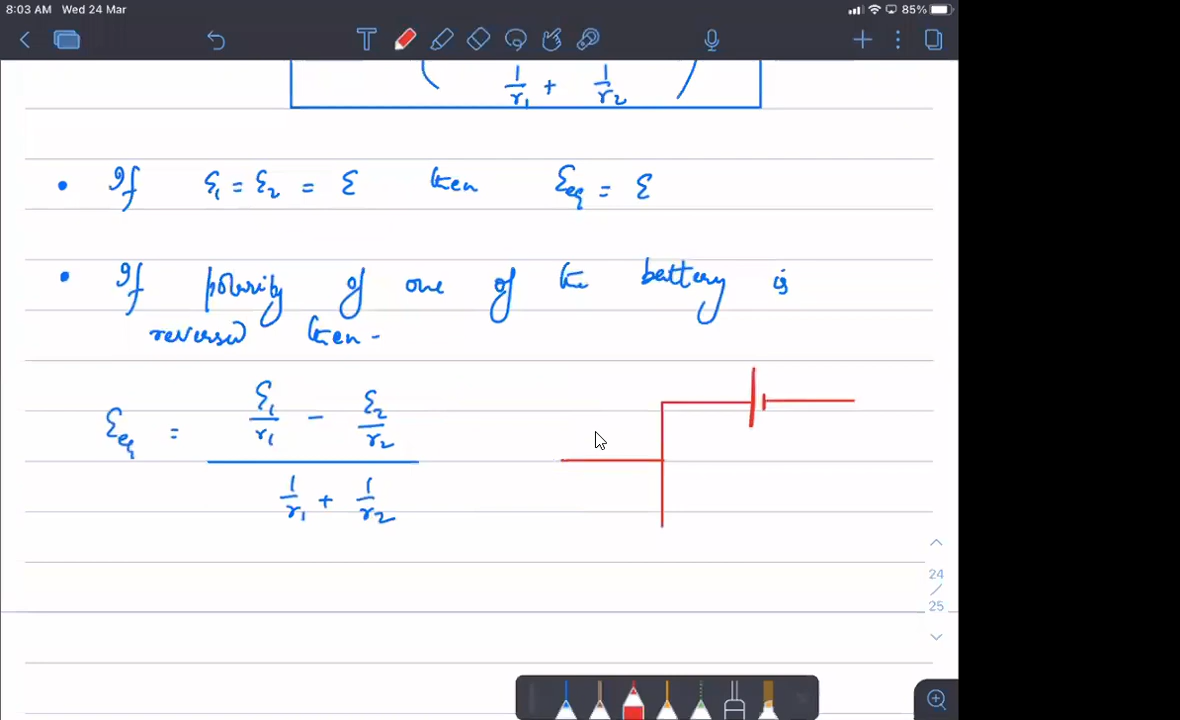 8:03 AM Wed 24 Mar 85%
T
1/r₁ + 1/r₂
• If ε₁ = ε₂ = ε then εeq = ε
• If polarity of one of the battery is
reversed then -
εeq = (ε₁/r₁ - ε₂/r₂) / (1/r₁ + 1/r₂)
24
/
25